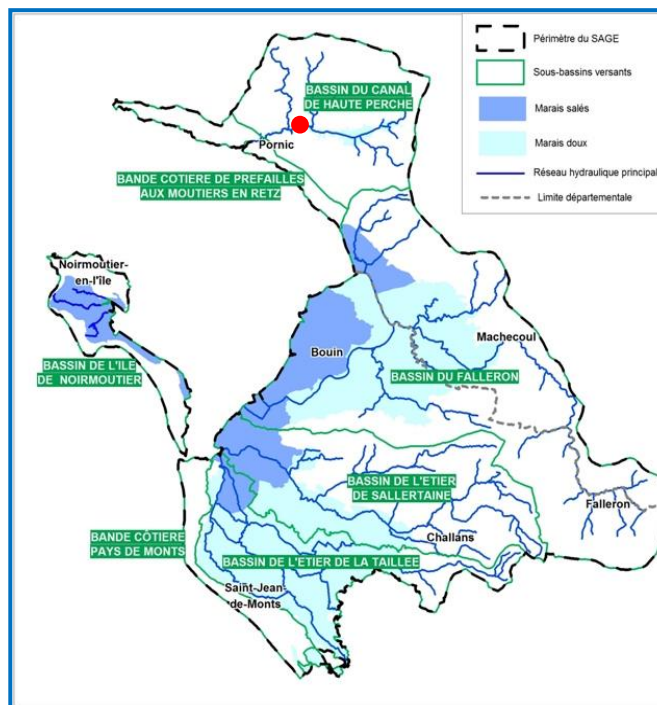 Périmètre du SAGE
Sous-bassins versants
Marais salés
Marais doux
Réseau hydraulique principal
Limite départementale
BASSIN DU CANAL
DE HAUTE PERCHE
Pornic
BANDE COTIERE DE PREFAILLES
AUX MOUTIERS EN RETZ
Noirmoutier-
en-l'île
BASSIN DE L'ILE
DE NOIRMOUTIER
Bouin
Machecoul
BASSIN DU FALLERON
BASSIN DE L'ETIER
DE SALLERTAINE
Falleron
Challans
BANDE CÔTIERE
PAYS DE MONTS
BASSIN DE L'ETIER DE LA TAILLEE
Saint-Jean-
de-Monts